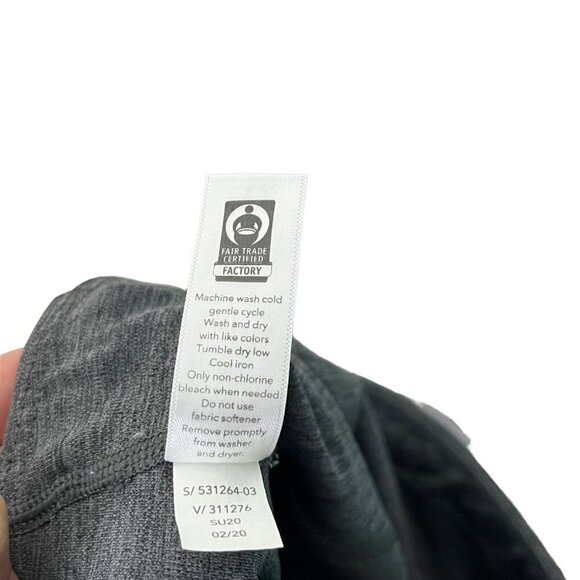 FAIR TRADE
CERTIFIED
FACTORY
Machine wash cold
gentle cycle
Wash and dry
with like colors
Tumble dry low
Cool iron
Only non-chlorine
bleach when needed
Do not use
fabric softener
Remove promptly
from washer
and dryer.
S/ 531264-03
V/ 311276
SU20
02/20